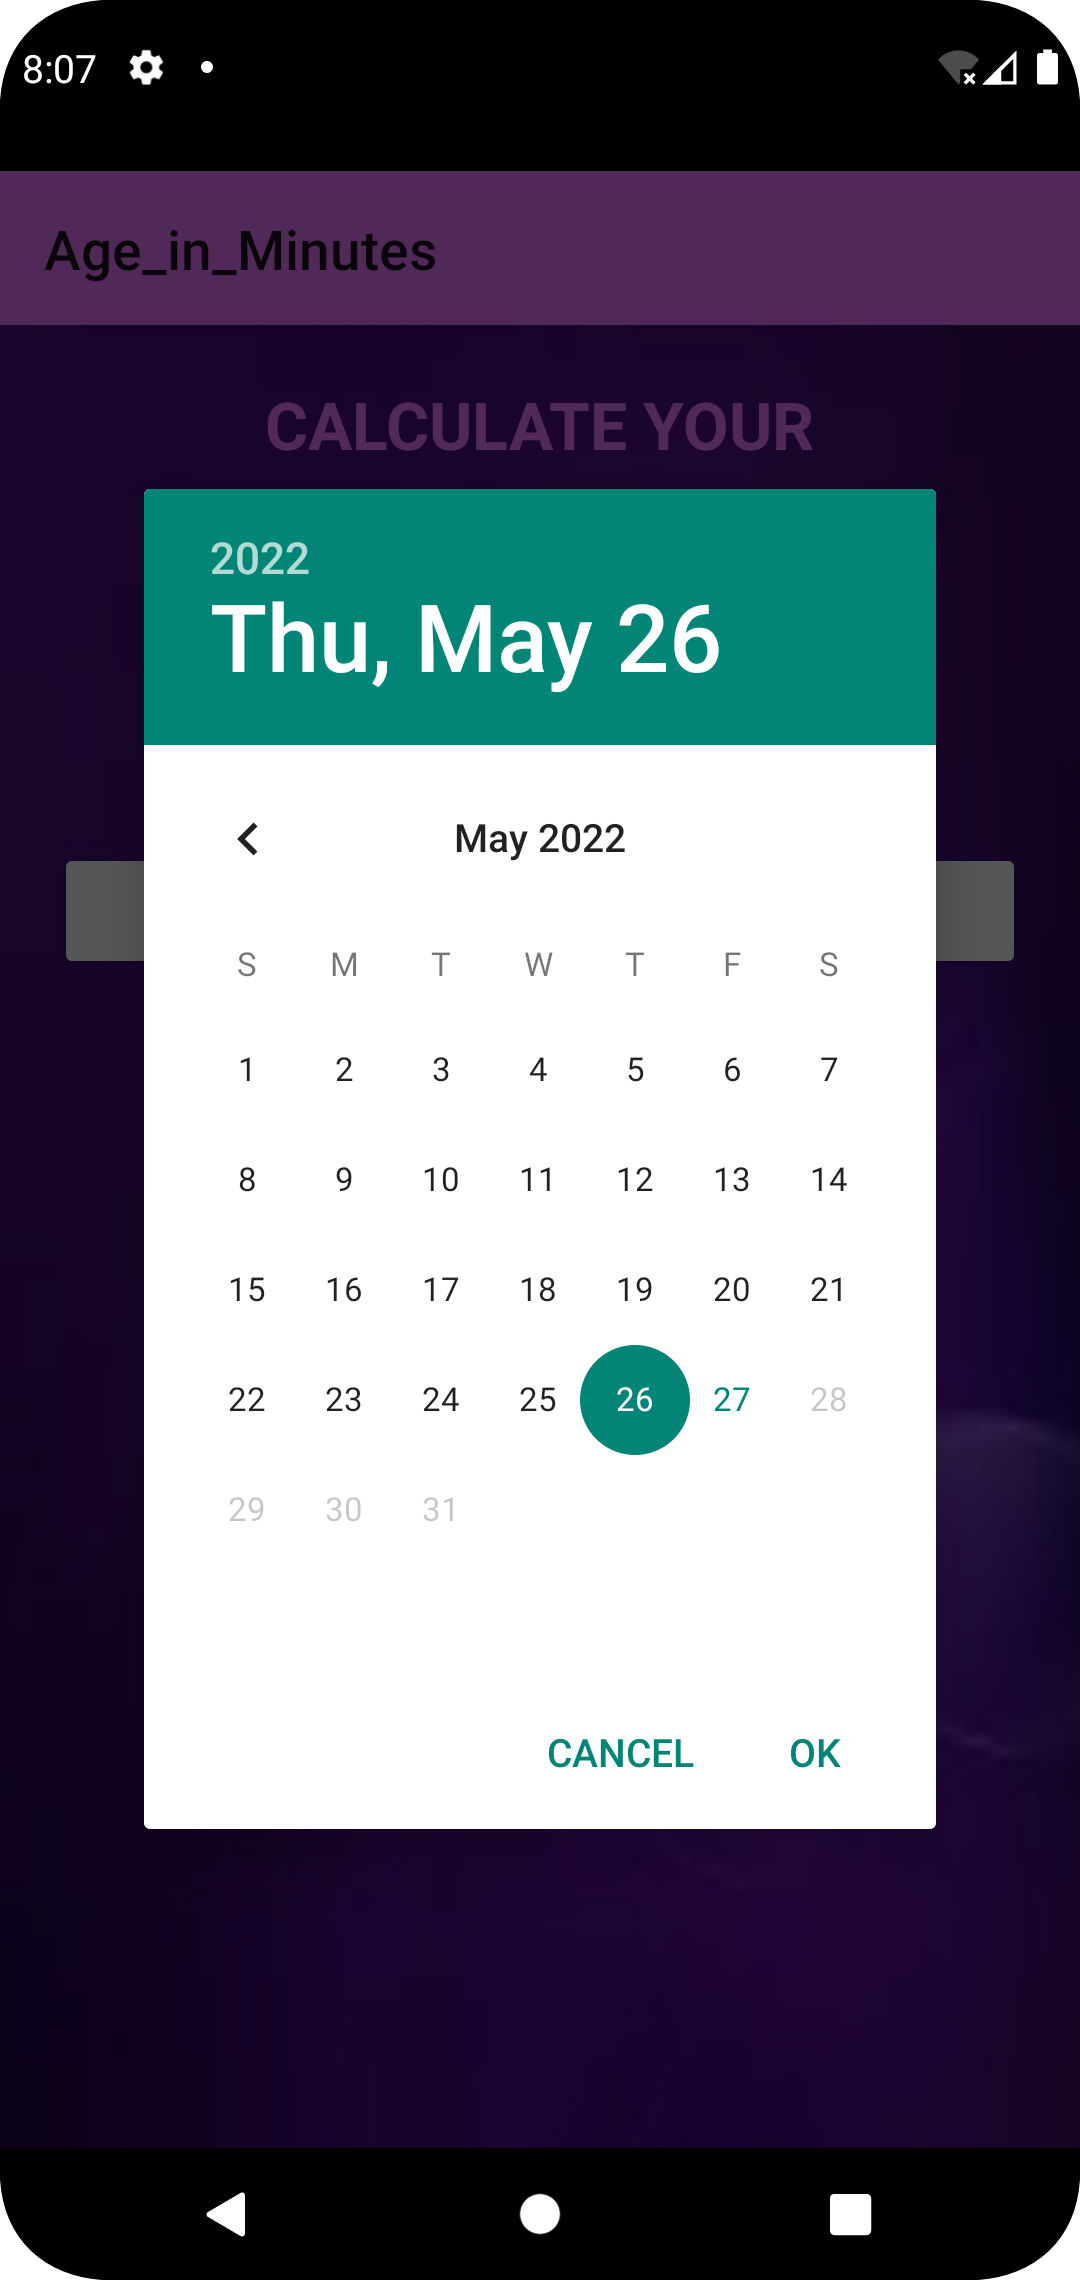 8:07
Age_in_Minutes
CALCULATE YOUR
2022
Thu, May 26
May 2022
S M T W T F S
1 2 3 4 5 6 7
8 9 10 11 12 13 14
15 16 17 18 19 20 21
22 23 24 25 26 27 28
29 30 31
CANCEL OK